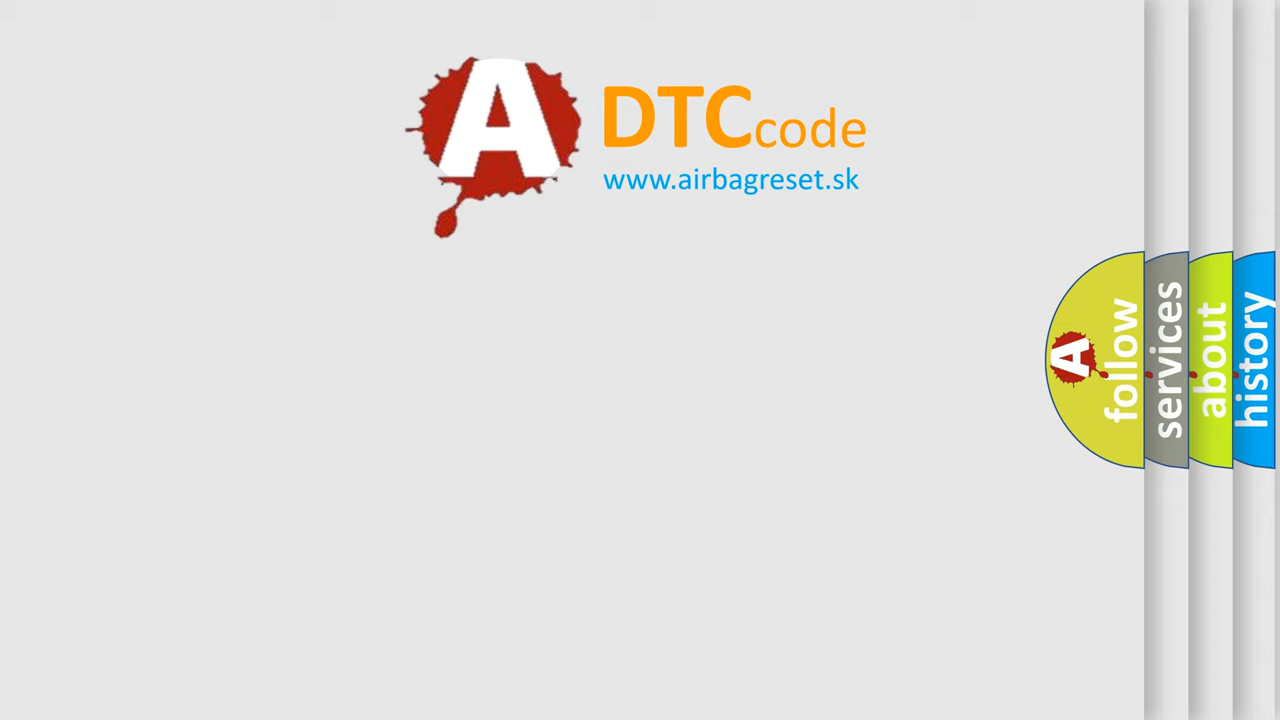 A
DTCcode
www.airbagreset.sk
A
follow
services
about
history